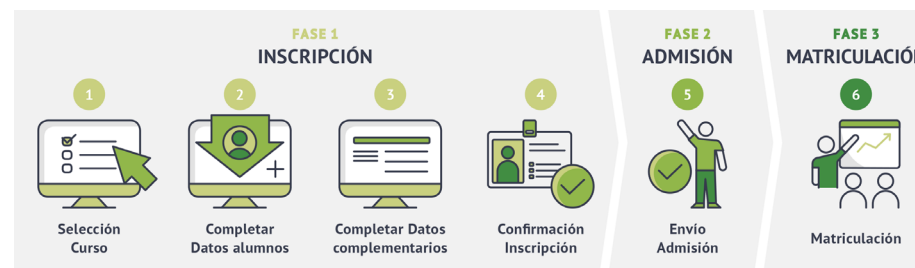 FASE 1
INSCRIPCIÓN
1
2
3
4
Selección
Curso
Completar
Datos alumnos
Completar Datos
complementarios
Confirmación
Inscripción
FASE 2
ADMISIÓN
5
Envío
Admisión
FASE 3
MATRICULACIÓ
6
Matriculación